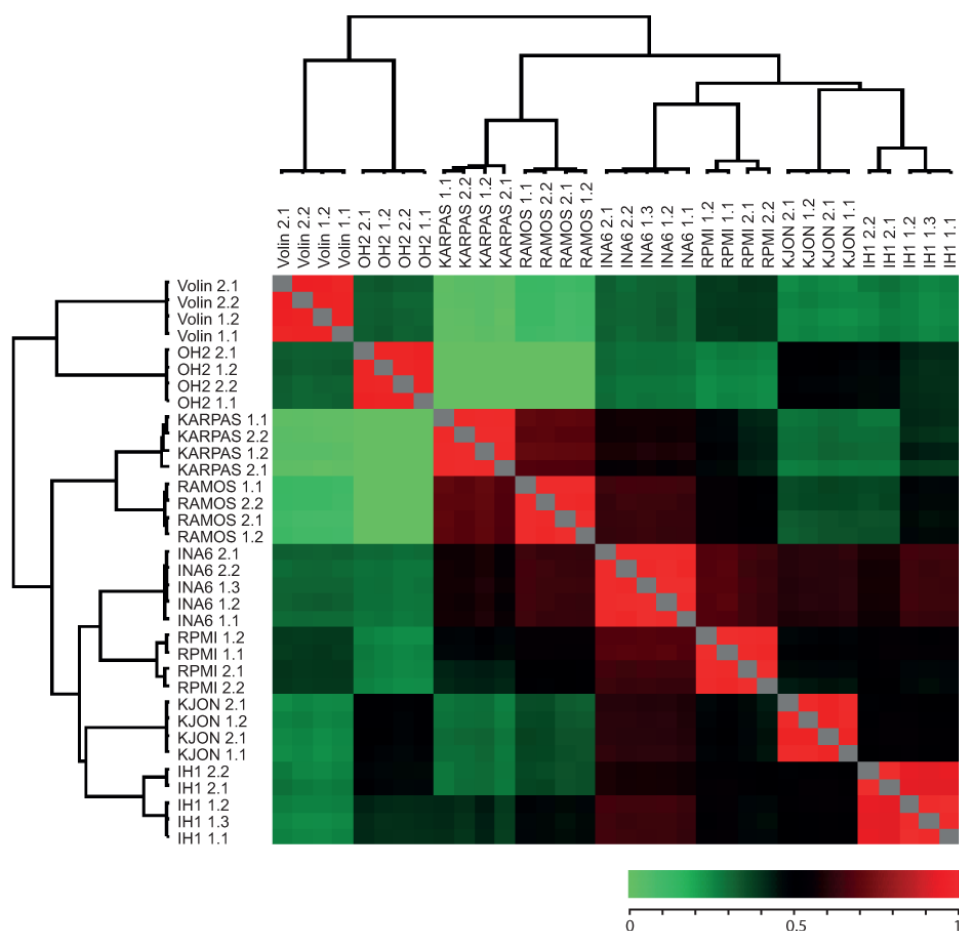 Volin 2.1
Volin 2.2
Volin 1.2
Volin 1.1
OH2 2.1
OH2 1.2
OH2 2.2
OH2 1.1
KARPAS 1.1
KARPAS 2.2
KARPAS 1.2
KARPAS 2.1
RAMOS 1.1
RAMOS 2.2
RAMOS 2.1
RAMOS 1.2
INA6 2.1
INA6 2.2
INA6 1.3
INA6 1.2
INA6 1.1
RPMI 1.2
RPMI 1.1
RPMI 2.1
RPMI 2.2
KJON 2.1
KJON 1.2
KJON 2.1
KJON 1.1
IH1 2.2
IH1 2.1
IH1 1.2
IH1 1.3
IH1 1.1
Volin 2.1
Volin 2.2
Volin 1.2
Volin 1.1
OH2 2.1
OH2 1.2
OH2 2.2
OH2 1.1
KARPAS 1.1
KARPAS 2.2
KARPAS 1.2
KARPAS 2.1
RAMOS 1.1
RAMOS 2.2
RAMOS 2.1
RAMOS 1.2
INA6 2.1
INA6 2.2
INA6 1.3
INA6 1.2
INA6 1.1
RPMI 1.2
RPMI 1.1
RPMI 2.1
RPMI 2.2
KJON 2.1
KJON 1.2
KJON 2.1
KJON 1.1
IH1 2.2
IH1 2.1
IH1 1.2
IH1 1.3
IH1 1.1
0 0.5 1